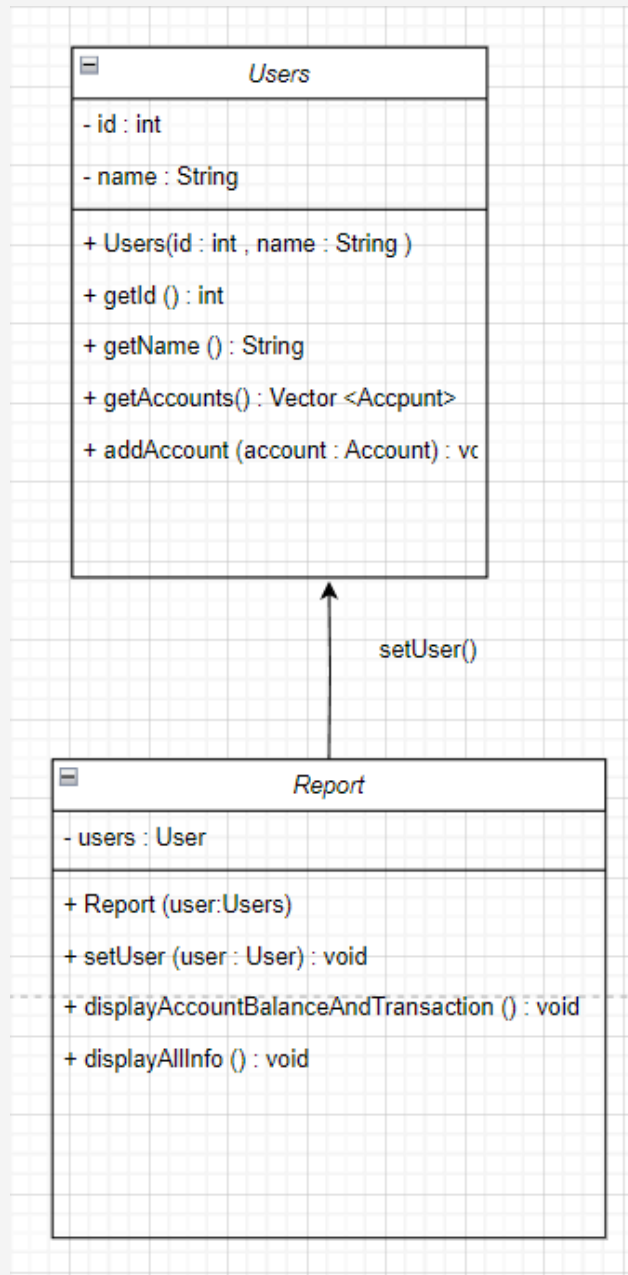 Users
- id : int
- name : String
+ Users(id : int , name : String )
+ getId () : int
+ getName () : String
+ getAccounts() : Vector <Accpunt>
+ addAccount (account : Account) : vc
setUser()
Report
- users : User
+ Report (user:Users)
+ setUser (user : User) : void
+ displayAccountBalanceAndTransaction () : void
+ displayAllInfo () : void